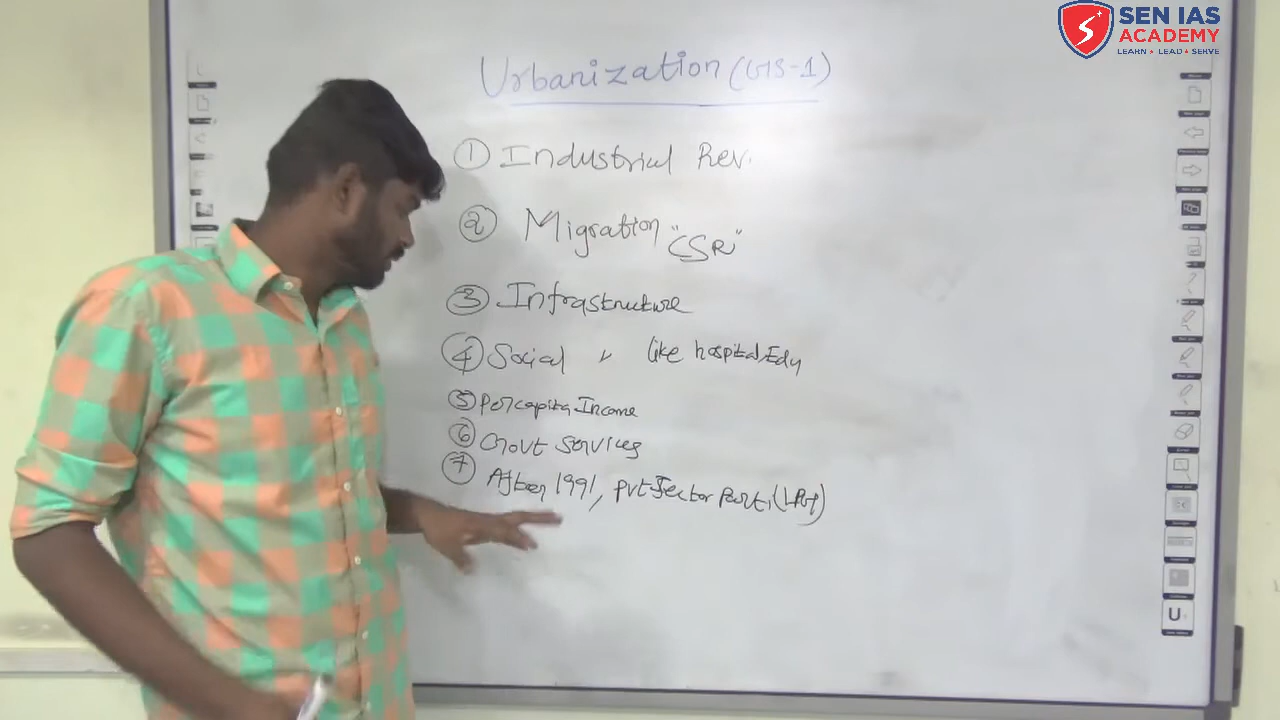 SEN IAS
ACADEMY
LEARN ★ LEAD ★ SERVE
Urbanization (GS-1)
① Industrial Rev.
② Migration "CSR"
③ Infrastructure
④ Social " like hospital, Edu
⑤ Percapita Income
⑥ Govt Services
⑦ After 1991, Pvt Sector Parti (LPG)
U